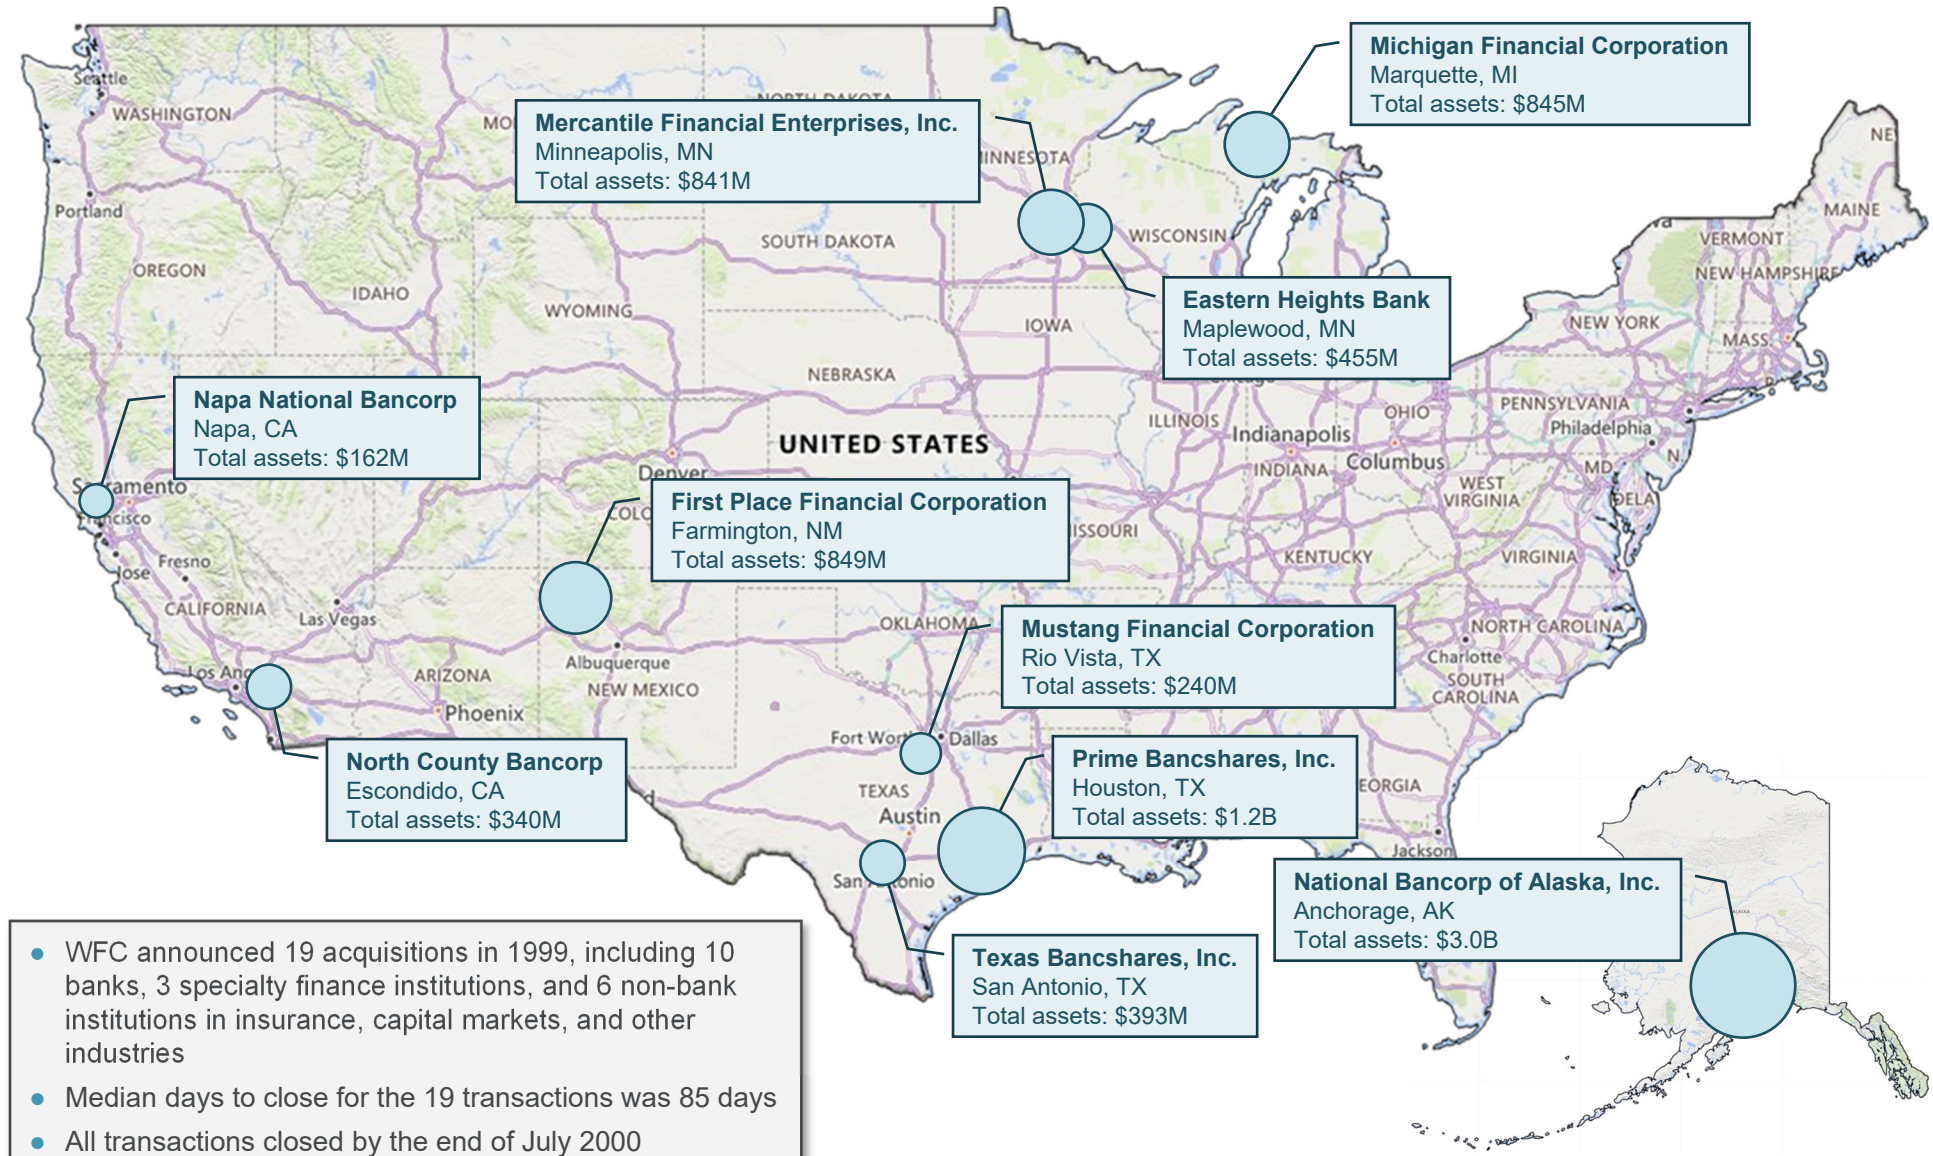 Michigan Financial Corporation
Marquette, MI
Total assets: $845M
Mercantile Financial Enterprises, Inc.
Minneapolis, MN
Total assets: $841M
Eastern Heights Bank
Maplewood, MN
Total assets: $455M
Napa National Bancorp
Napa, CA
Total assets: $162M
First Place Financial Corporation
Farmington, NM
Total assets: $849M
Mustang Financial Corporation
Rio Vista, TX
Total assets: $240M
North County Bancorp
Escondido, CA
Total assets: $340M
Prime Bancshares, Inc.
Houston, TX
Total assets: $1.2B
National Bancorp of Alaska, Inc.
Anchorage, AK
Total assets: $3.0B
Texas Bancshares, Inc.
San Antonio, TX
Total assets: $393M
Seattle
WASHINGTON
Portland
OREGON
IDAHO
WYOMING
NORTH DAKOTA
SOUTH DAKOTA
NEBRASKA
IOWA
WISCONSIN
MAINE
VERMONT
NEW HAMPSHIRE
NEW YORK
MASS.
PENNSYLVANIA
Philadelphia
OHIO
ILLINOIS
Indianapolis
INDIANA
Columbus
MD.
WEST
VIRGINIA
UNITED STATES
Denver
Fresno
CALIFORNIA
Las Vegas
KENTUCKY
VIRGINIA
OKLAHOMA
NORTH CAROLINA
Charlotte
SOUTH
CAROLINA
Albuquerque
ARIZONA
NEW MEXICO
Phoenix
Dallas
TEXAS
Austin
ALASKA
• WFC announced 19 acquisitions in 1999, including 10
banks, 3 specialty finance institutions, and 6 non-bank
institutions in insurance, capital markets, and other
industries
• Median days to close for the 19 transactions was 85 days
• All transactions closed by the end of July 2000